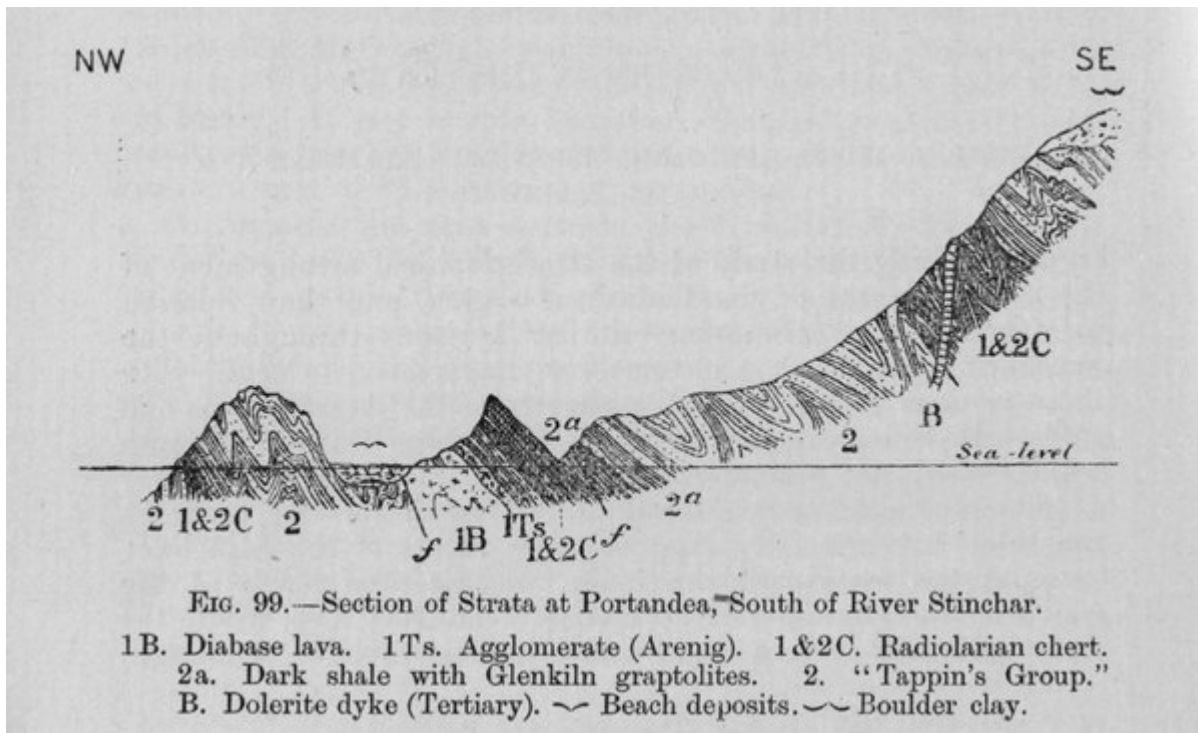 NW
SE
2ᵃ
1&2C
B
2
Sea-level
2 1&2C 2
f 1B 1Ts 1&2C f 2ᵃ
FIG. 99.—Section of Strata at Portandea, South of River Stinchar.
1B. Diabase lava. 1Ts. Agglomerate (Arenig). 1&2C. Radiolarian chert.
2a. Dark shale with Glenkiln graptolites. 2. “Tappin's Group.”
B. Dolerite dyke (Tertiary). Beach deposits. Boulder clay.